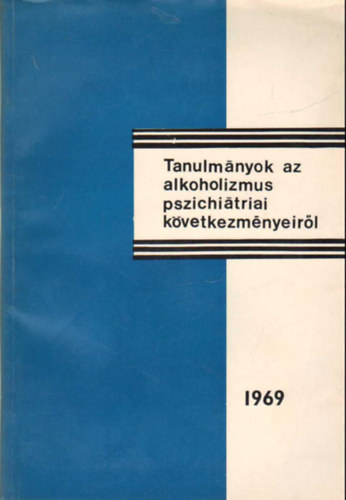 Tanulmányok az
alkoholizmus
pszichiátriai
következményeiről
1969